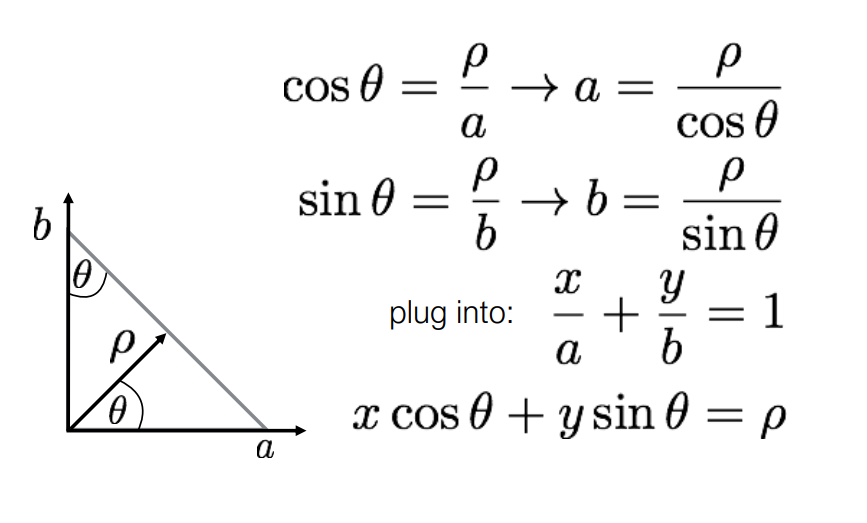 cos θ = ρ/a → a = ρ/cos θ
sin θ = ρ/b → b = ρ/sin θ
plug into: x/a + y/b = 1
x cos θ + y sin θ = ρ
b
θ
ρ
θ
a